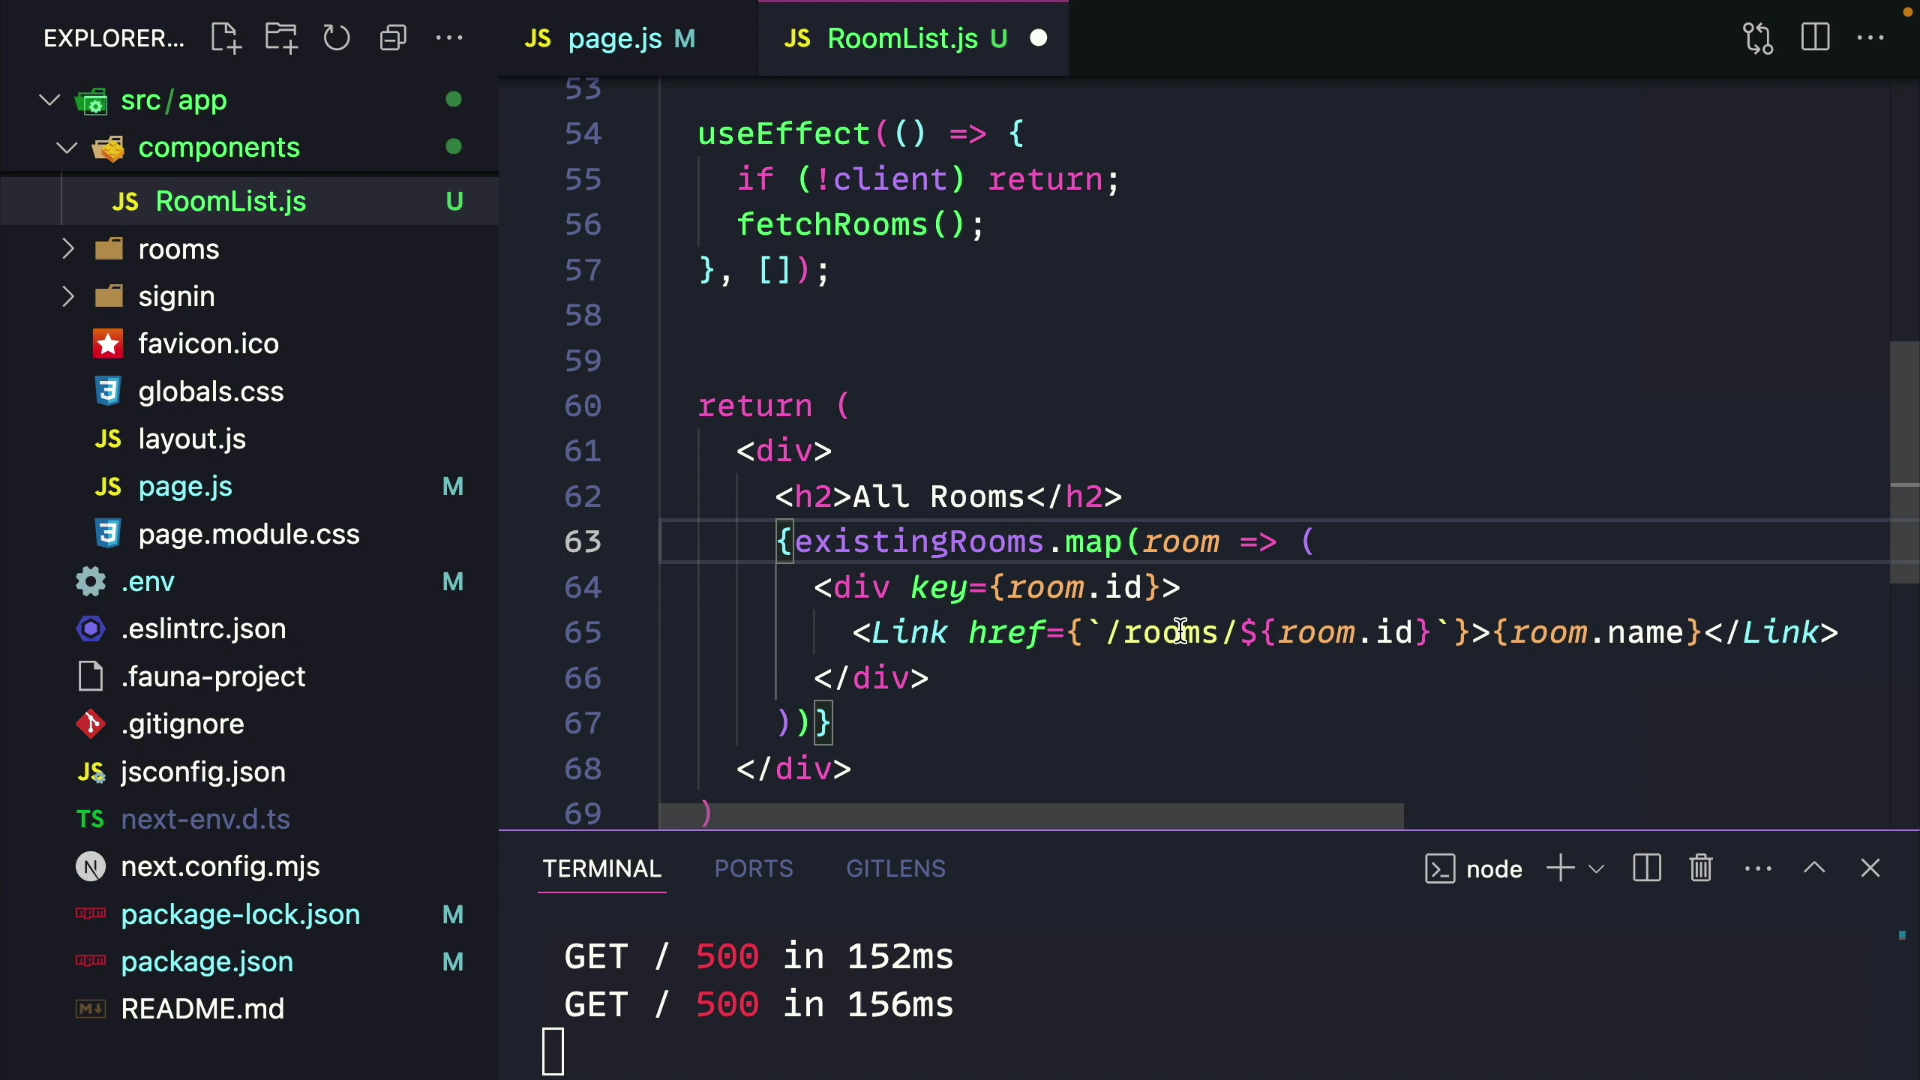 EXPLORER...
src/app
components
JS RoomList.js U
rooms
signin
favicon.ico
globals.css
JS layout.js
JS page.js M
page.module.css
.env M
.eslintrc.json
.fauna-project
.gitignore
JS jsconfig.json
TS next-env.d.ts
N next.config.mjs
package-lock.json M
package.json M
README.md
JS page.js M
JS RoomList.js U
53
54 useEffect(() => {
55 if (!client) return;
56 fetchRooms();
57 }, []);
58
59
60 return (
61 <div>
62 <h2>All Rooms</h2>
63 {existingRooms.map(room => (
64 <div key={room.id}>
65 <Link href={`/rooms/${room.id}`}>{room.name}</Link>
66 </div>
67 ))}
68 </div>
69 )
TERMINAL PORTS GITLENS node
GET / 500 in 152ms
GET / 500 in 156ms